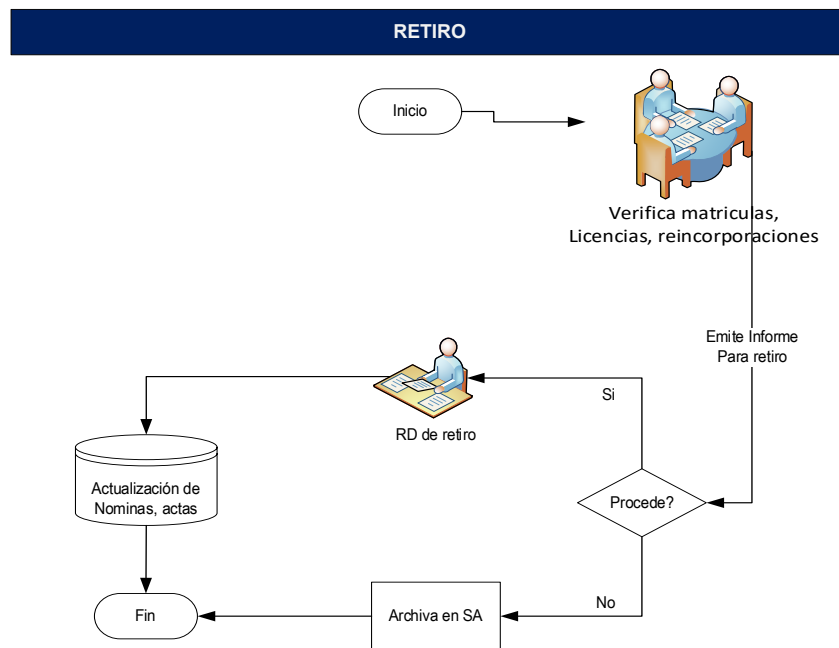 RETIRO
Inicio
Verifica matriculas,
Licencias, reincorporaciones
Emite Informe
Para retiro
Si
RD de retiro
Procede?
Actualización de
Nominas, actas
No
Archiva en SA
Fin